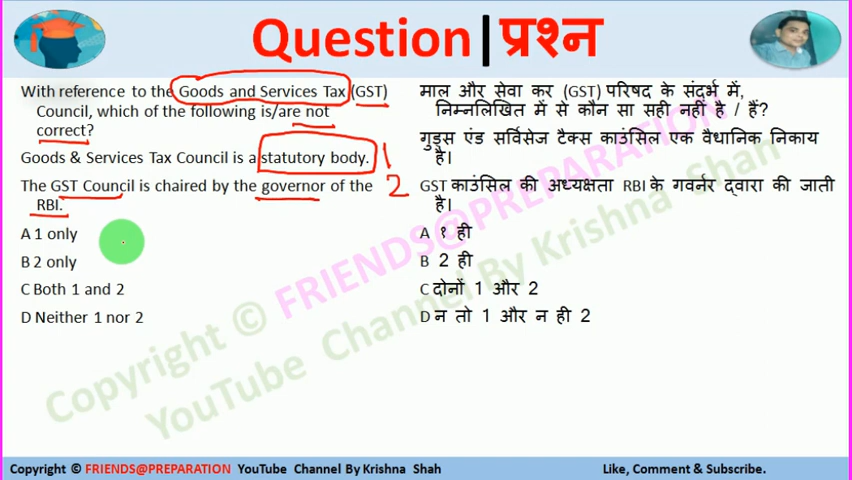 Question|प्रश्न
With reference to the Goods and Services Tax (GST)
Council, which of the following is/are not
correct?
Goods & Services Tax Council is a statutory body. 1
The GST Council is chaired by the governor of the 2
RBI.
A 1 only
B 2 only
C Both 1 and 2
D Neither 1 nor 2
माल और सेवा कर (GST) परिषद के संदर्भ में,
निम्नलिखित में से कौन सा सही नहीं है / हैं?
गुड्स एंड सर्विसेज टैक्स काउंसिल एक वैधानिक निकाय
है।
GST काउंसिल की अध्यक्षता RBI के गवर्नर द्वारा की जाती
है।
A १ ही
B 2 ही
C दोनों 1 और 2
D न तो 1 और न ही 2
Copyright © FRIENDS@PREPARATION
YouTube Channel By Krishna Shah
Copyright © FRIENDS@PREPARATION YouTube Channel By Krishna Shah
Like, Comment & Subscribe.